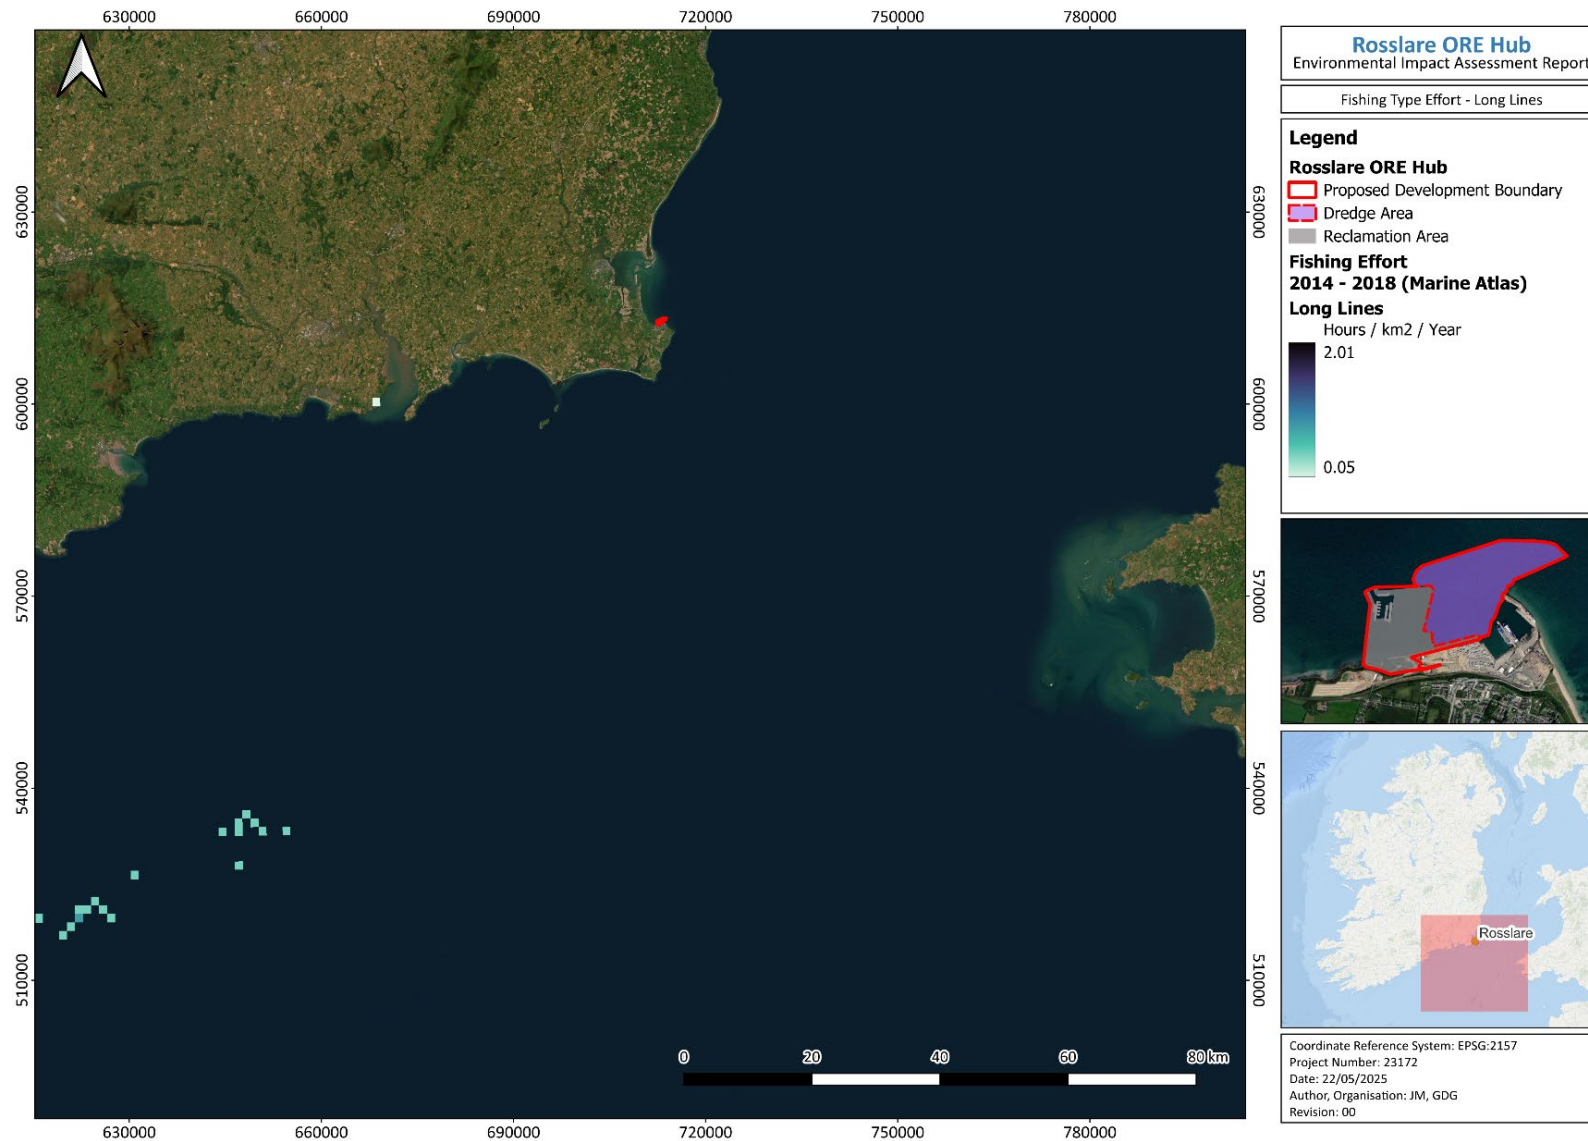 630000 660000 690000 720000 750000 780000
630000
600000
570000
540000
510000
630000
600000
570000
540000
510000
0 20 40 60 80 km
630000 660000 690000 720000 750000 780000
Rosslare ORE Hub
Environmental Impact Assessment Report
Fishing Type Effort - Long Lines
Legend
Rosslare ORE Hub
Proposed Development Boundary
Dredge Area
Reclamation Area
Fishing Effort
2014 - 2018 (Marine Atlas)
Long Lines
Hours / km2 / Year
2.01
0.05
Rosslare
Coordinate Reference System: EPSG:2157
Project Number: 23172
Date: 22/05/2025
Author, Organisation: JM, GDG
Revision: 00